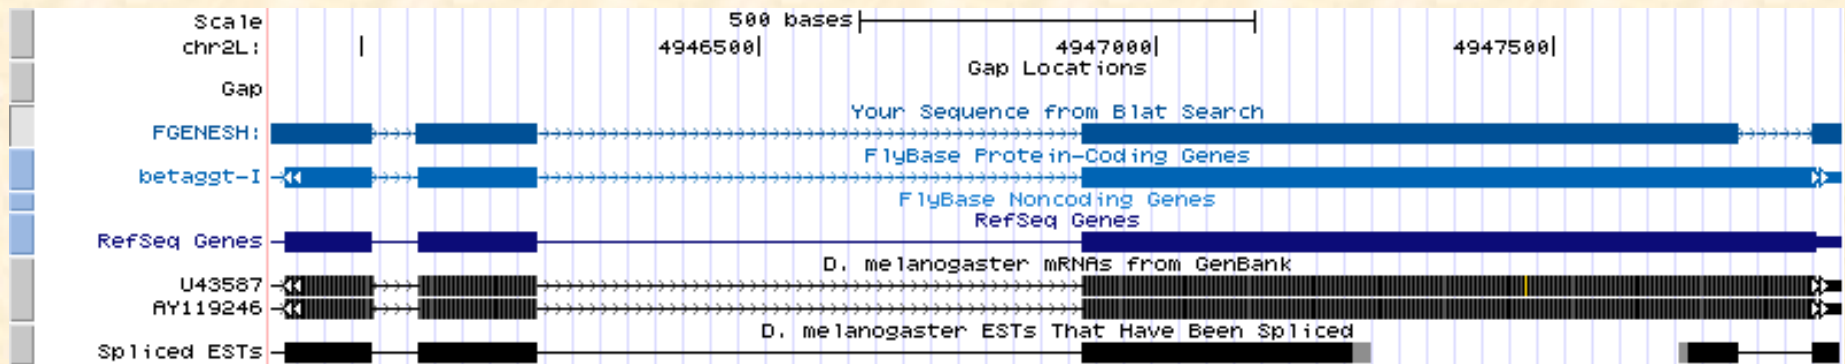 Scale 500 bases
chr2L: 4946500 4947000 4947500
Gap Locations
Gap
Your Sequence from Blat Search
FGENESH:
FlyBase Protein-Coding Genes
betaggt-I
FlyBase Noncoding Genes
RefSeq Genes
RefSeq Genes
D. melanogaster mRNAs from GenBank
U43587
AY119246
D. melanogaster ESTs That Have Been Spliced
Spliced ESTs